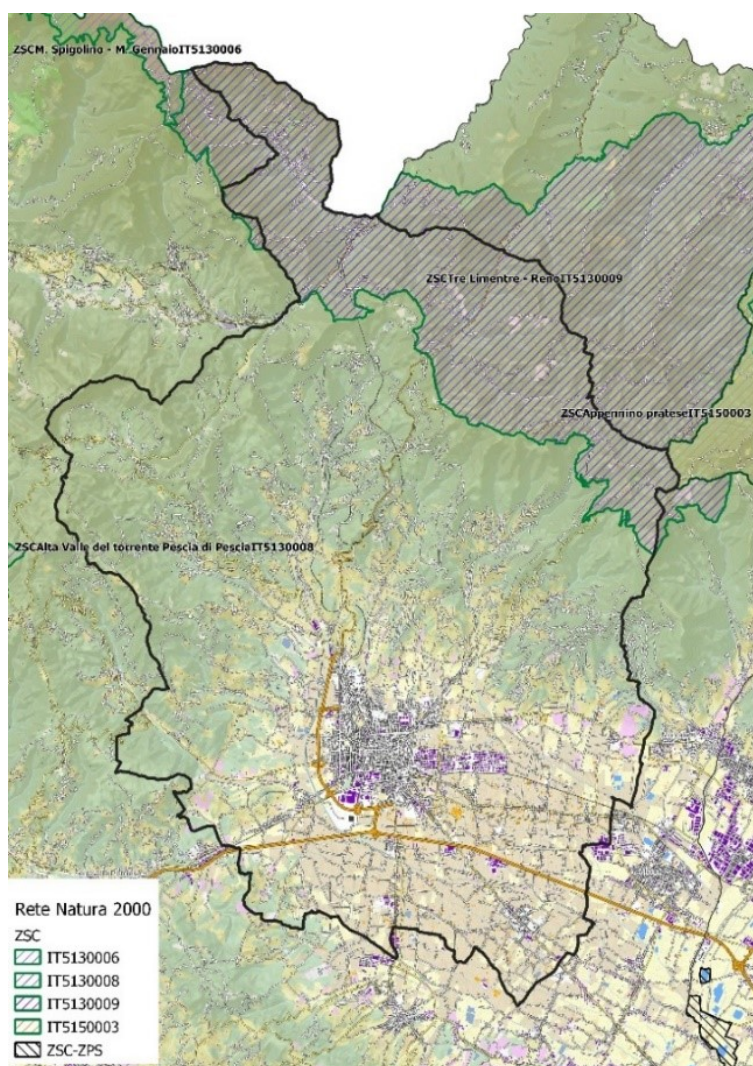 ZSCM. Spigolino - M. GennaioIT5130006
ZSCTre Limentre - RenoIT5130009
ZSCAppennino prateseIT5150003
ZSCAlta Valle del torrente Pescia di PesciaIT5130008
Rete Natura 2000
ZSC
IT5130006
IT5130008
IT5130009
IT5150003
ZSC-ZPS